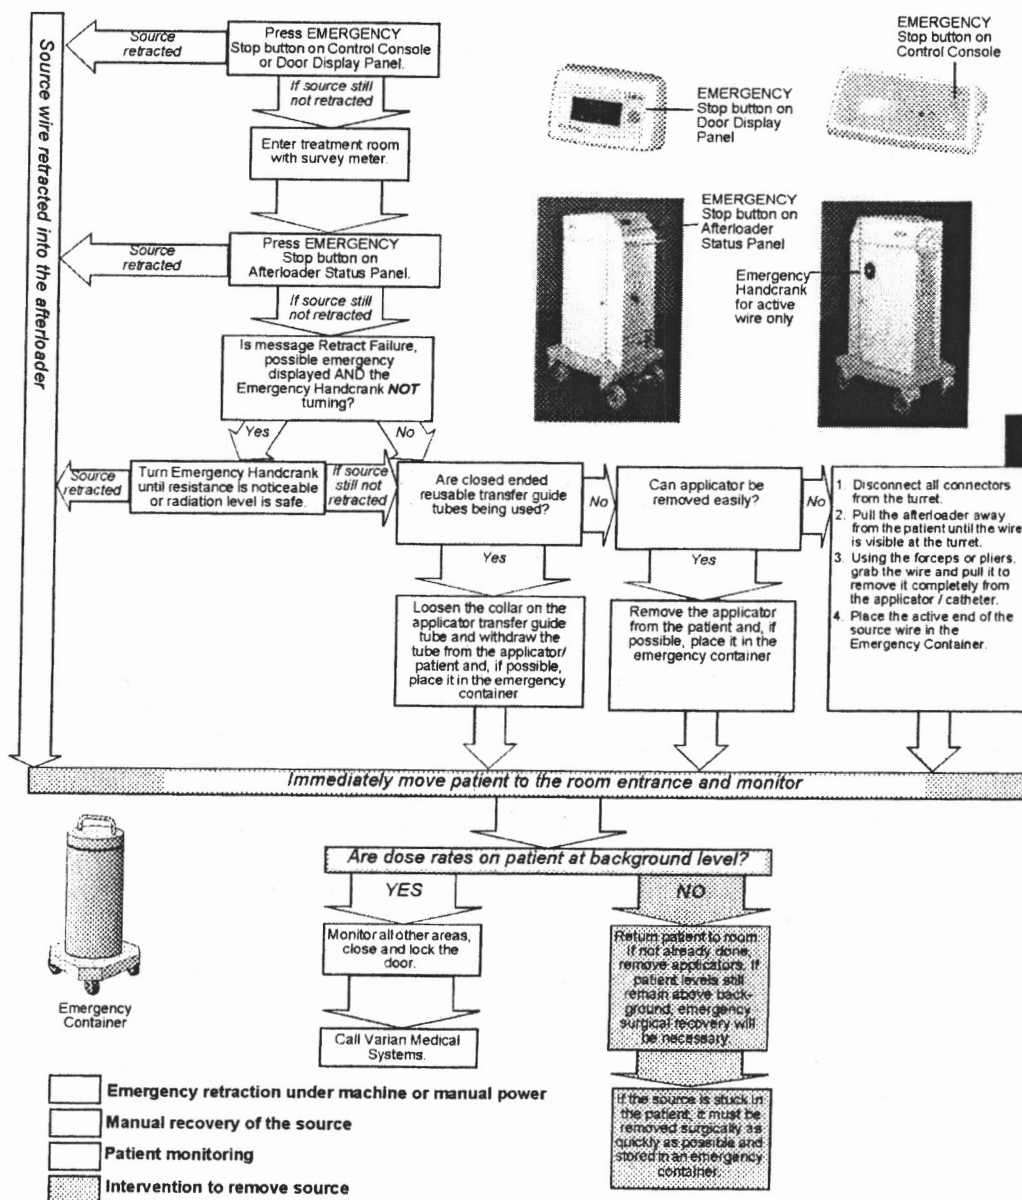 Source wire retracted into the afterloader
Source
retracted
Press EMERGENCY
Stop button on Control Console
or Door Display Panel.
If source still
not retracted
Enter treatment room
with survey meter.
Source
retracted
Press EMERGENCY
Stop button on
Afterloader Status Panel.
If source still
not retracted
Is message Retract Failure,
possible emergency
displayed AND the
Emergency Handcrank NOT
turning?
Yes
No
Source
retracted
Turn Emergency Handcrank
until resistance is noticeable
or radiation level is safe.
If source
still not
retracted
Are closed ended
reusable transfer guide
tubes being used?
No
Can applicator be
removed easily?
No
1. Disconnect all connectors
from the turret.
2. Pull the afterloader away
from the patient until the wire
is visible at the turret.
3. Using the forceps or pliers,
grab the wire and pull it to
remove it completely from
the applicator / catheter.
4. Place the active end of the
source wire in the
Emergency Container.
Yes
Yes
Loosen the collar on the
applicator transfer guide
tube and withdraw the
tube from the applicator/
patient and, if possible,
place it in the emergency
container
Remove the applicator
from the patient and, if
possible, place it in the
emergency container
EMERGENCY
Stop button on
Control Console
EMERGENCY
Stop button on
Door Display
Panel
EMERGENCY
Stop button on
Afterloader
Status Panel
Emergency
Handcrank
for active
wire only
Immediately move patient to the room entrance and monitor
Are dose rates on patient at background level?
YES
NO
Monitor all other areas,
close and lock the
door.
Call Varian Medical
Systems.
Return patient to room.
If not already done,
remove applicators. If
patient levels still
remain above back-
ground, emergency
surgical recovery will
be necessary.
If the source is stuck in
the patient, it must be
removed surgically as
quickly as possible and
stored in an emergency
container.
Emergency
Container
Emergency retraction under machine or manual power
Manual recovery of the source
Patient monitoring
Intervention to remove source